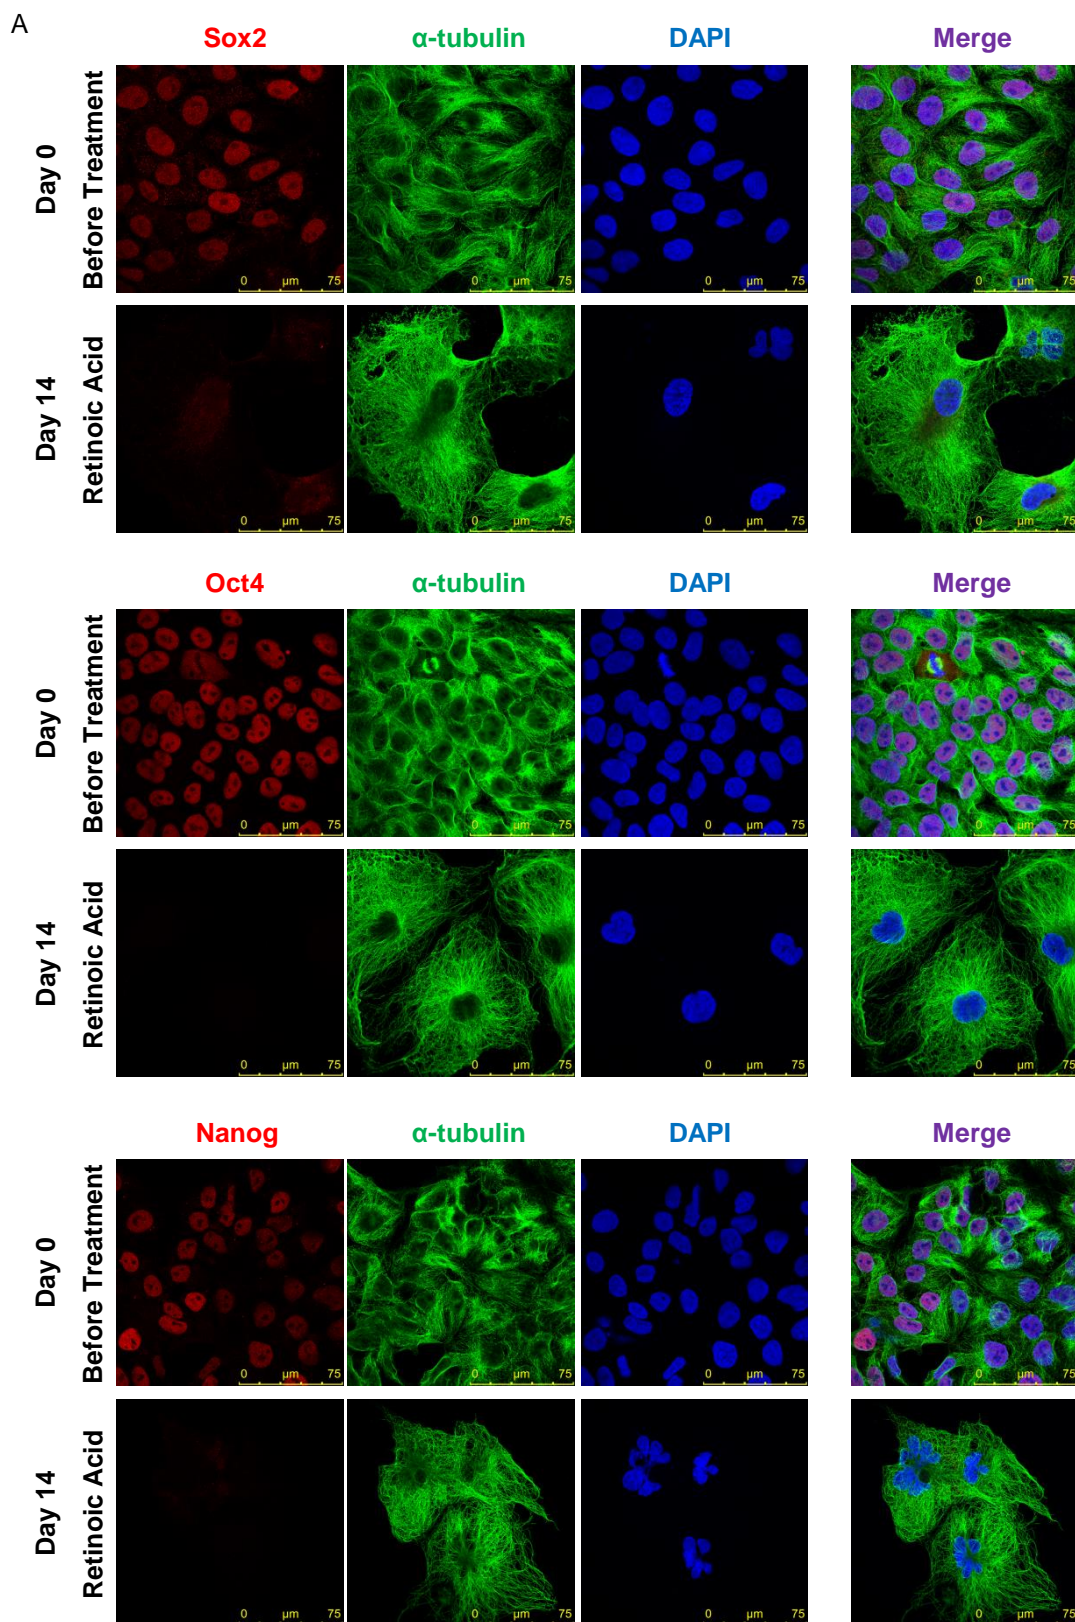 A
Sox2 α-tubulin DAPI Merge
Day 0
Before Treatment
0 µm 75 0 µm 75 0 µm 75 0 µm 75
Day 14
Retinoic Acid
0 µm 75 0 µm 75 0 µm 75 0 µm 75
Oct4 α-tubulin DAPI Merge
Day 0
Before Treatment
0 µm 75 0 µm 75 0 µm 75 0 µm 75
Day 14
Retinoic Acid
0 µm 75 0 µm 75 0 µm 75 0 µm 75
Nanog α-tubulin DAPI Merge
Day 0
Before Treatment
0 µm 75 0 µm 75 0 µm 75 0 µm 75
Day 14
Retinoic Acid
0 µm 75 0 µm 75 0 µm 75 0 µm 75